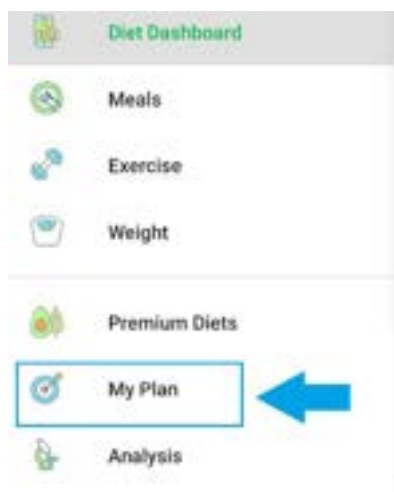 Diet Dashboard
Meals
Exercise
Weight
Premium Diets
My Plan
Analysis